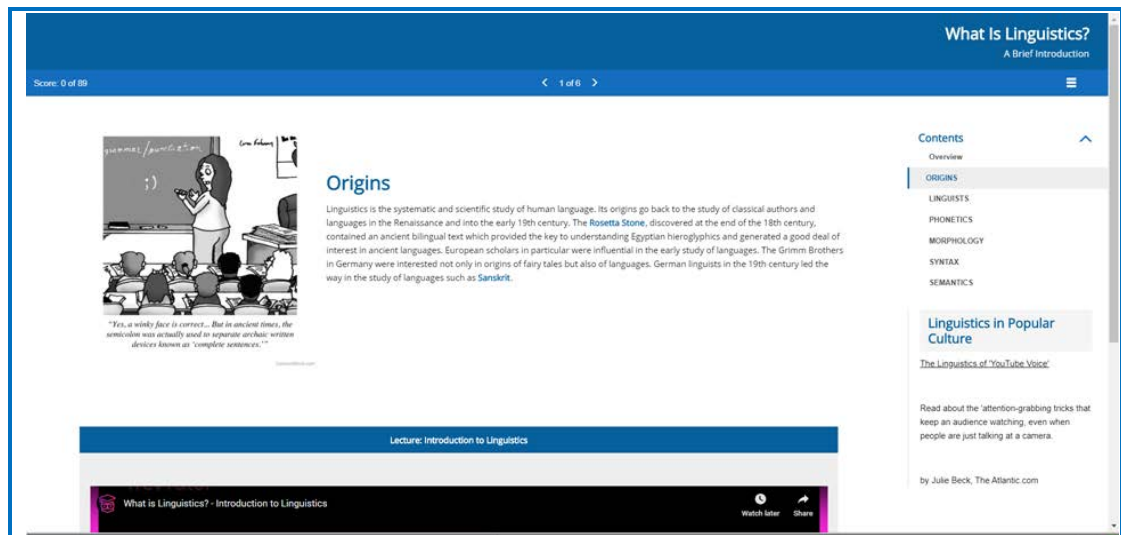 What Is Linguistics?
A Brief Introduction
Score: 0 of 89
1 of 6
grammar/punctuation
;)
"Yes, a winky face is correct... But in ancient times, the
semicolon was actually used to separate archaic written
devices known as 'complete sentences.'"
Origins
Linguistics is the systematic and scientific study of human language. Its origins go back to the study of classical authors and
languages in the Renaissance and into the early 19th century. The Rosetta Stone, discovered at the end of the 18th century,
contained an ancient bilingual text which provided the key to understanding Egyptian hieroglyphics and generated a good deal of
interest in ancient languages. European scholars in particular were influential in the early study of languages. The Grimm Brothers
in Germany were interested not only in origins of fairy tales but also of languages. German linguists in the 19th century led the
way in the study of languages such as Sanskrit.
Contents
Overview
ORIGINS
LINGUISTS
PHONETICS
MORPHOLOGY
SYNTAX
SEMANTICS
Linguistics in Popular
Culture
The Linguistics of 'YouTube Voice'
Read about the 'attention-grabbing tricks that
keep an audience watching, even when
people are just talking at a camera.
by Julie Beck, The Atlantic.com
Lecture: Introduction to Linguistics
What is Linguistics? - Introduction to Linguistics
Watch later
Share